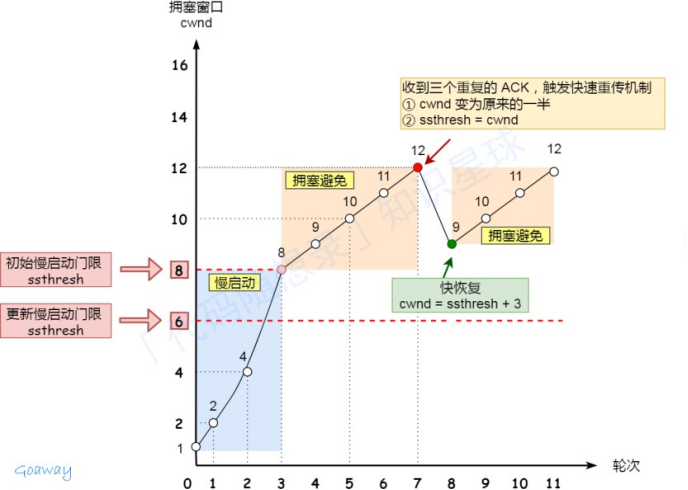 拥塞窗口
cwnd
16
14
12
10
8
6
4
2
1
收到三个重复的 ACK，触发快速重传机制
① cwnd 变为原来的一半
② ssthresh = cwnd
12
12
拥塞避免
11
11
10
10
9
9
拥塞避免
8
初始慢启动门限
ssthresh
慢启动
快恢复
cwnd = ssthresh + 3
更新慢启动门限
ssthresh
4
2
「代码随想录」知识星球
Goaway
0 1 2 3 4 5 6 7 8 9 10 11
轮次